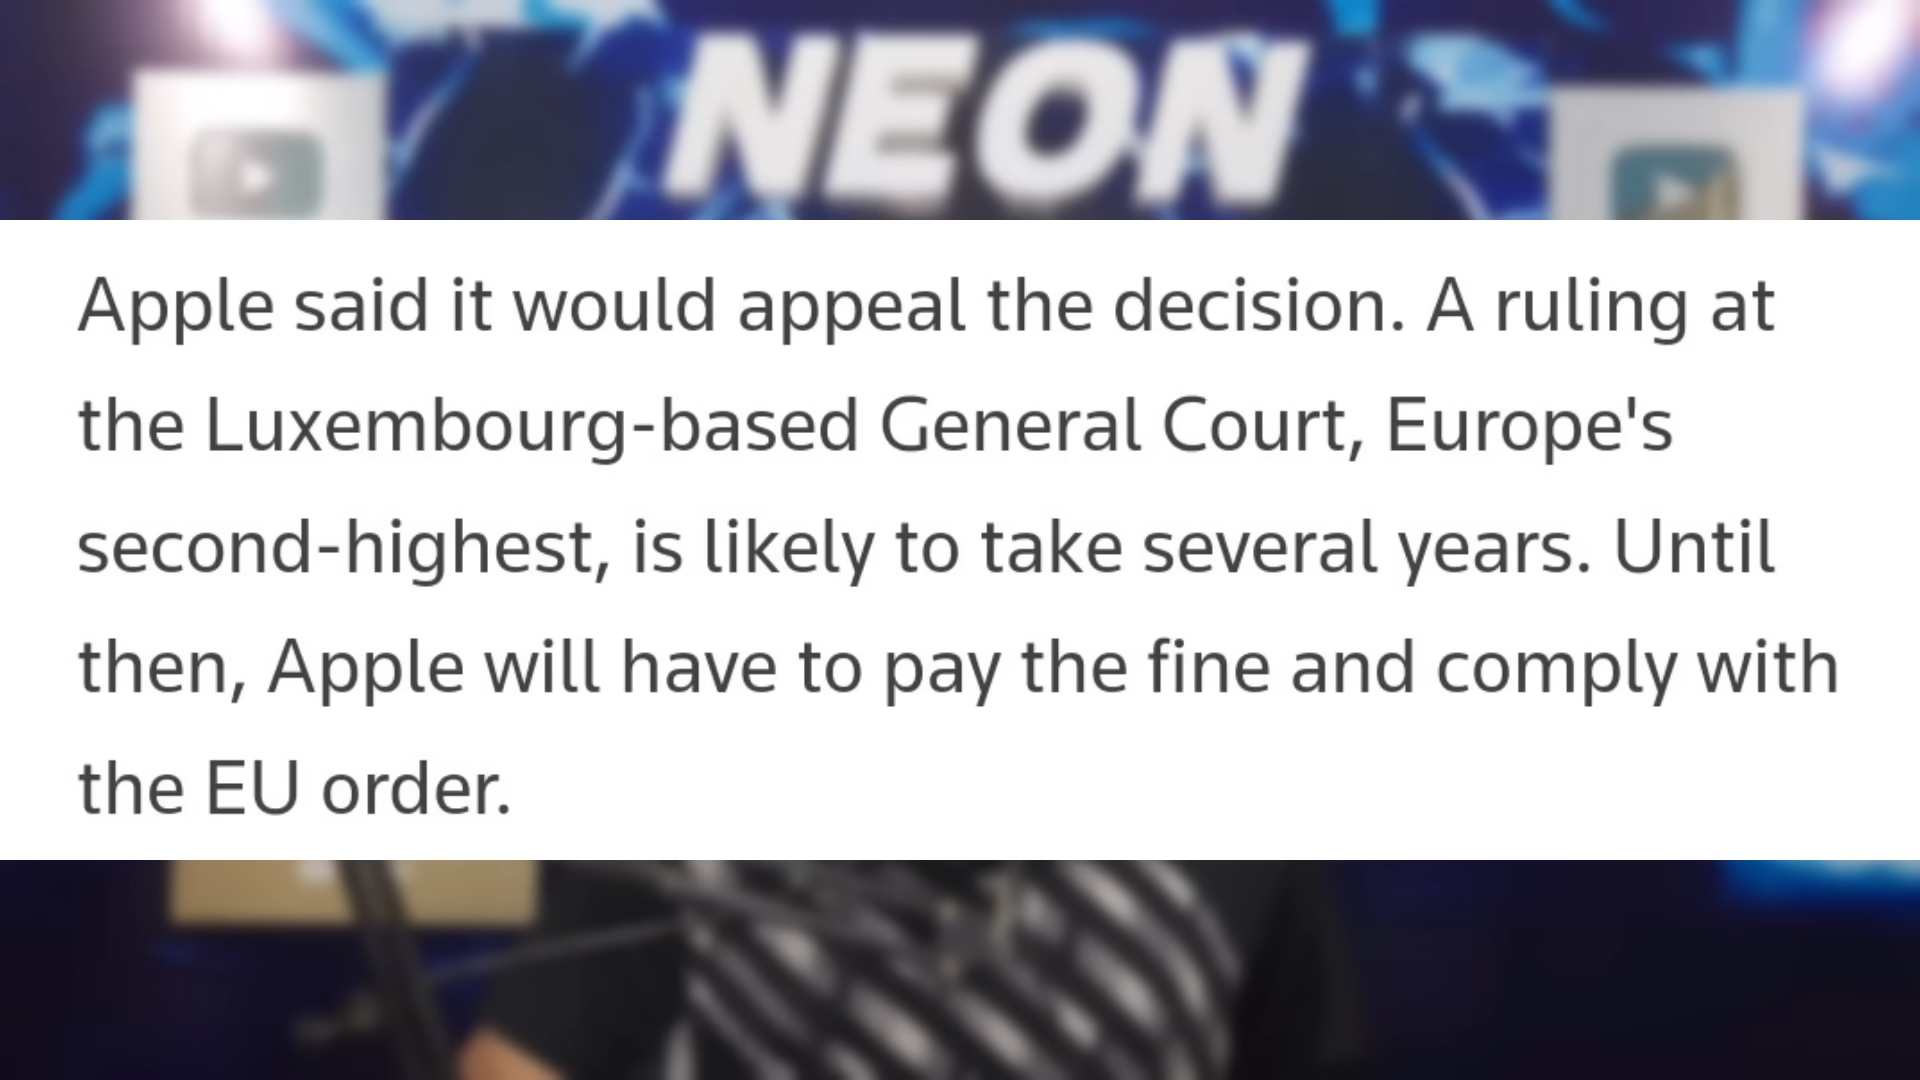 NEON
Apple said it would appeal the decision. A ruling at
the Luxembourg-based General Court, Europe's
second-highest, is likely to take several years. Until
then, Apple will have to pay the fine and comply with
the EU order.